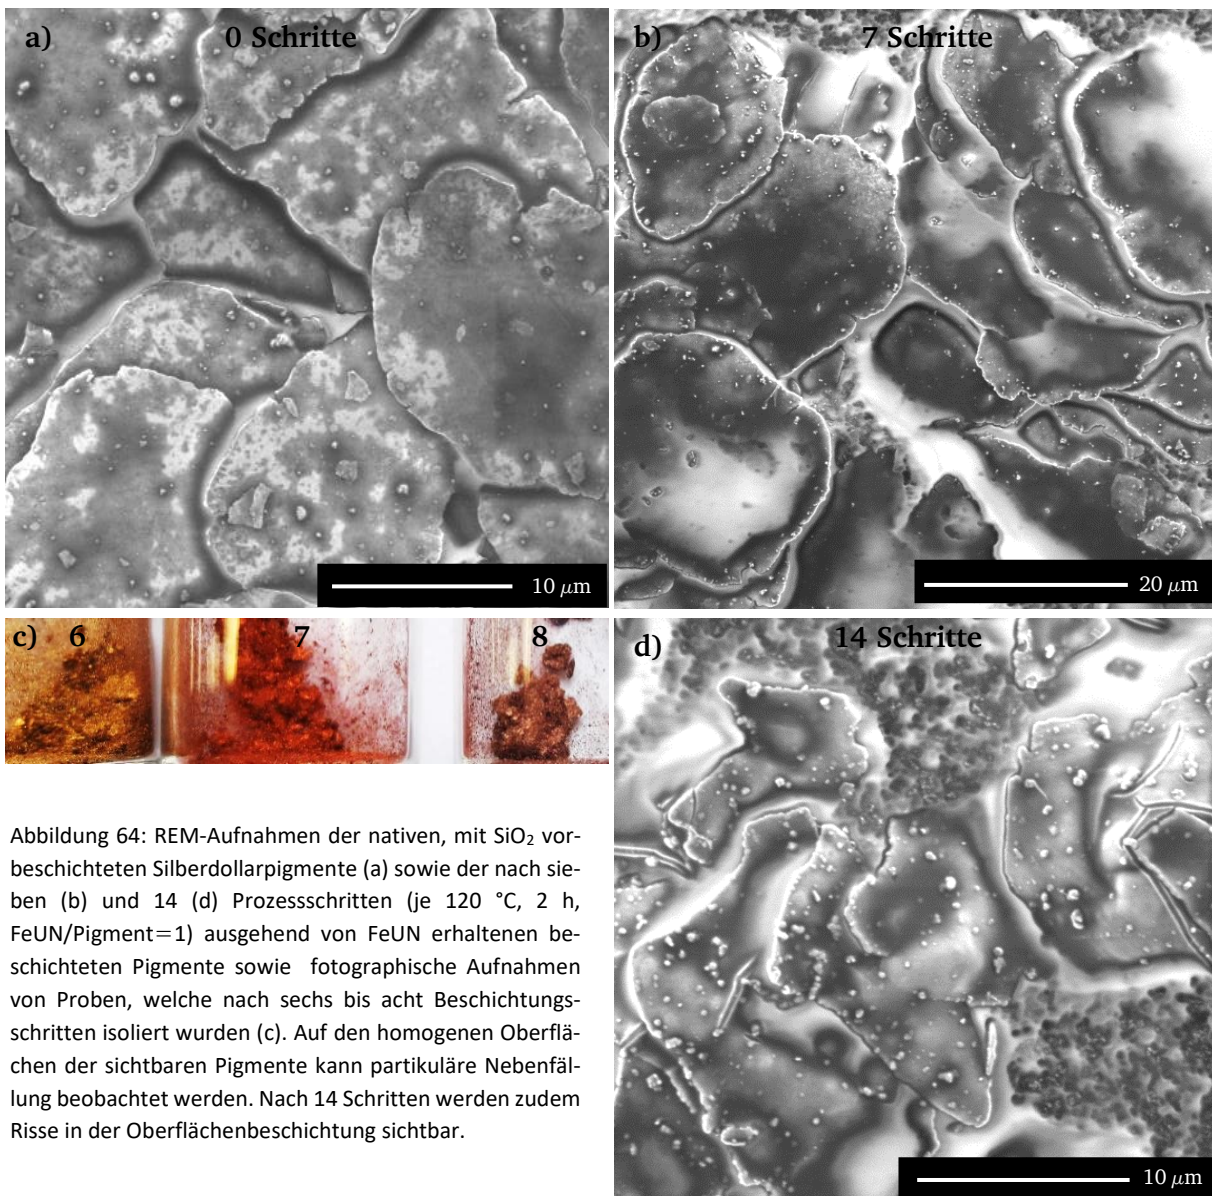 a) 0 Schritte
10 µm
b) 7 Schritte
20 µm
c) 6 7 8
d) 14 Schritte
10 µm
Abbildung 64: REM-Aufnahmen der nativen, mit SiO₂ vor-
beschichteten Silberdollarpigmente (a) sowie der nach sie-
ben (b) und 14 (d) Prozessschritten (je 120 °C, 2 h,
FeUN/Pigment=1) ausgehend von FeUN erhaltenen be-
schichteten Pigmente sowie fotographische Aufnahmen
von Proben, welche nach sechs bis acht Beschichtungs-
schritten isoliert wurden (c). Auf den homogenen Oberflä-
chen der sichtbaren Pigmente kann partikuläre Nebenfäl-
lung beobachtet werden. Nach 14 Schritten werden zudem
Risse in der Oberflächenbeschichtung sichtbar.